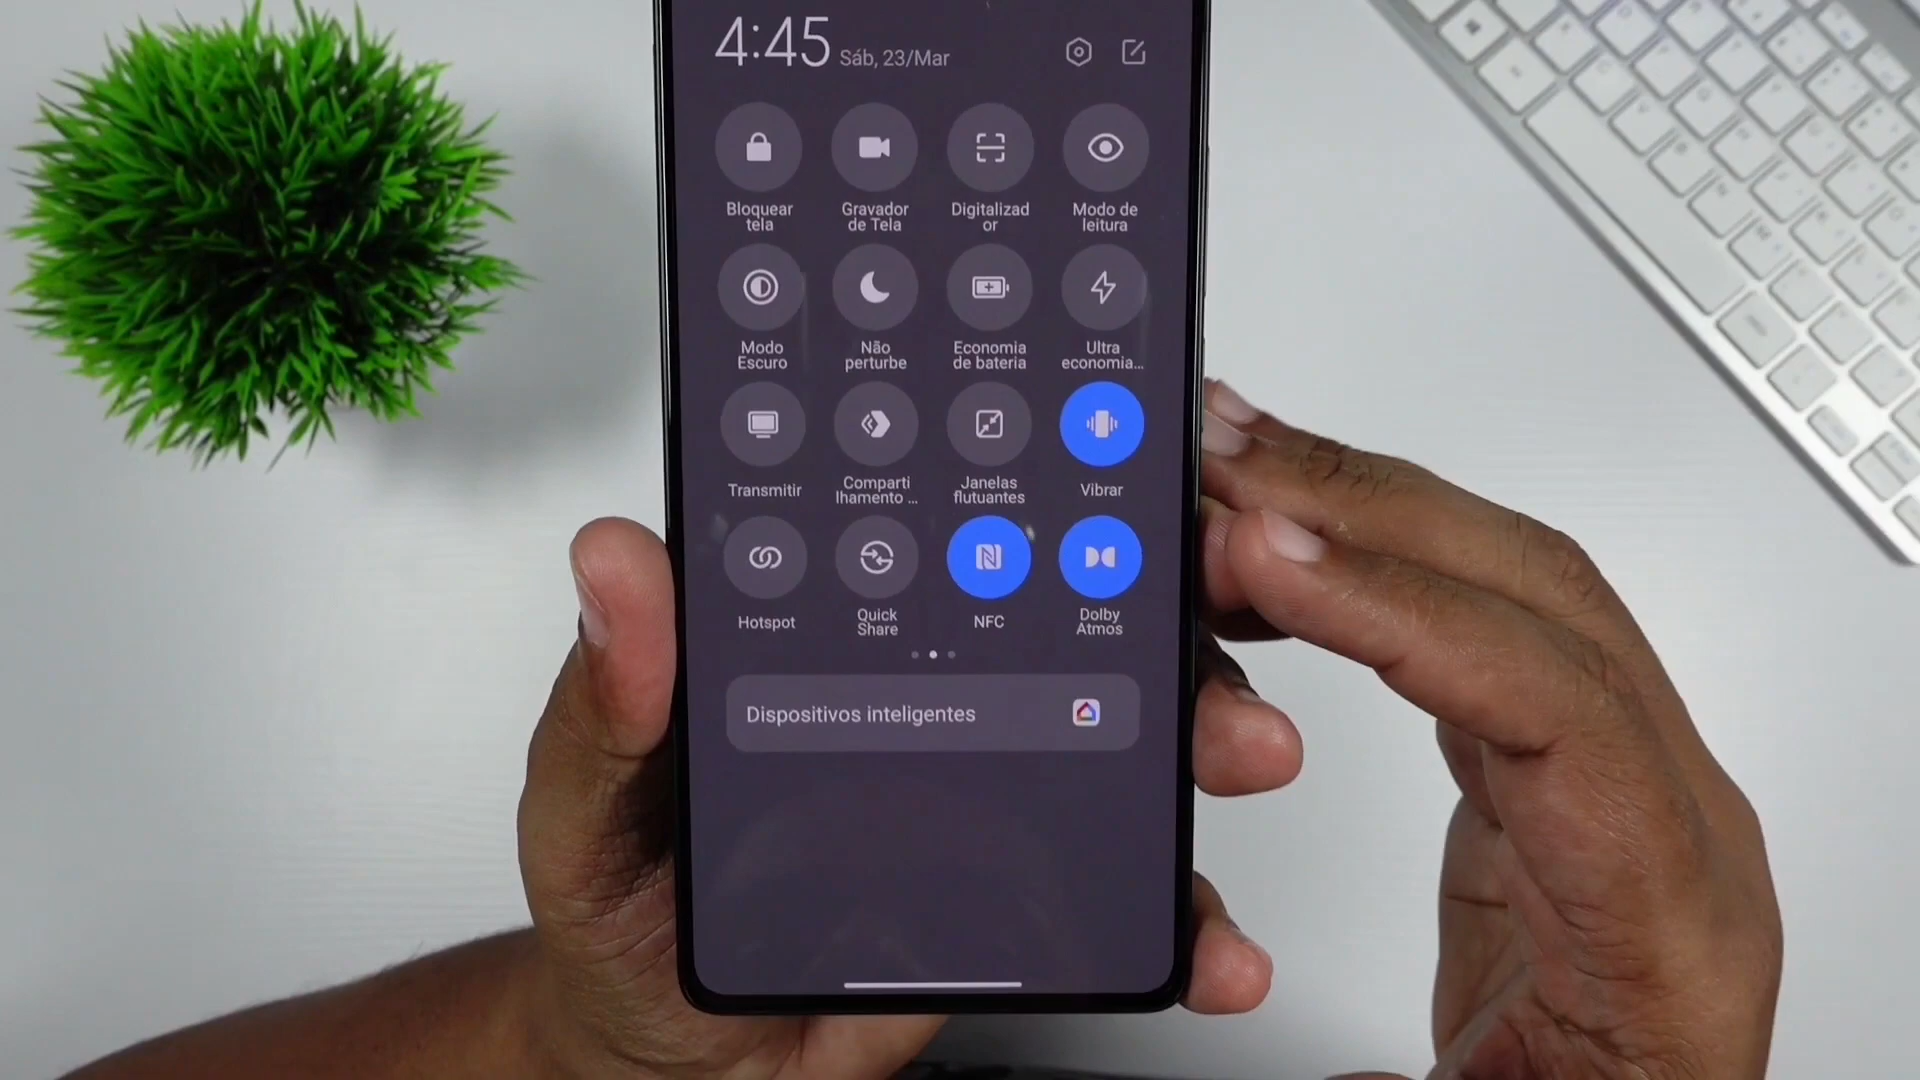 4:45 Sáb, 23/Mar
Bloquear
tela
Gravador
de Tela
Digitalizad
or
Modo de
leitura
Modo
Escuro
Não
perturbe
Economia
de bateria
Ultra
economia...
Transmitir
Comparti
lhamento ...
Janelas
flutuantes
Vibrar
Hotspot
Quick
Share
NFC
Dolby
Atmos
Dispositivos inteligentes